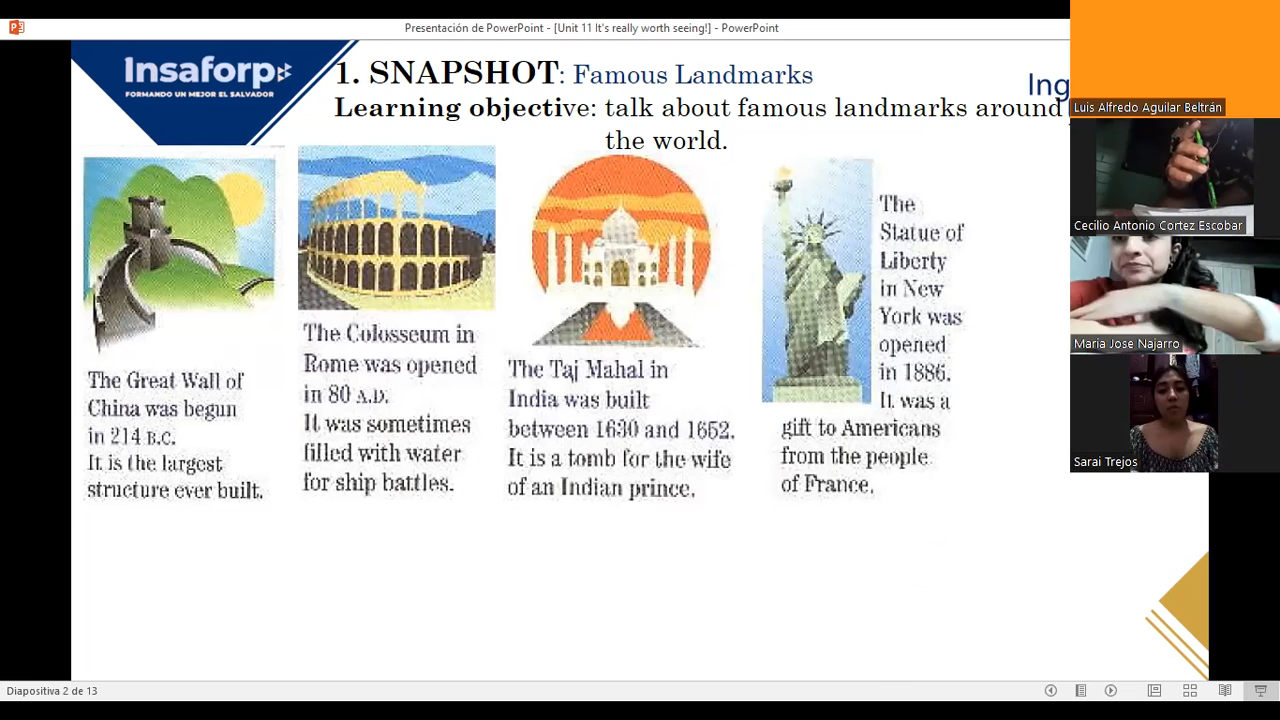 Presentación de PowerPoint - [Unit 11 It's really worth seeing!] - PowerPoint
Insaforp
FORMANDO UN MEJOR EL SALVADOR
1. SNAPSHOT: Famous Landmarks
Learning objective: talk about famous landmarks around
the world.
Ing
The Great Wall of
China was begun
in 214 B.C.
It is the largest
structure ever built.
The Colosseum in
Rome was opened
in 80 A.D.
It was sometimes
filled with water
for ship battles.
The Taj Mahal in
India was built
between 1630 and 1652.
It is a tomb for the wife
of an Indian prince.
The
Statue of
Liberty
in New
York was
opened
in 1886.
It was a
gift to Americans
from the people
of France.
Luis Alfredo Aguilar Beltrán
Cecilio Antonio Cortez Escobar
Maria Jose Najarro
Sarai Trejos
Diapositiva 2 de 13